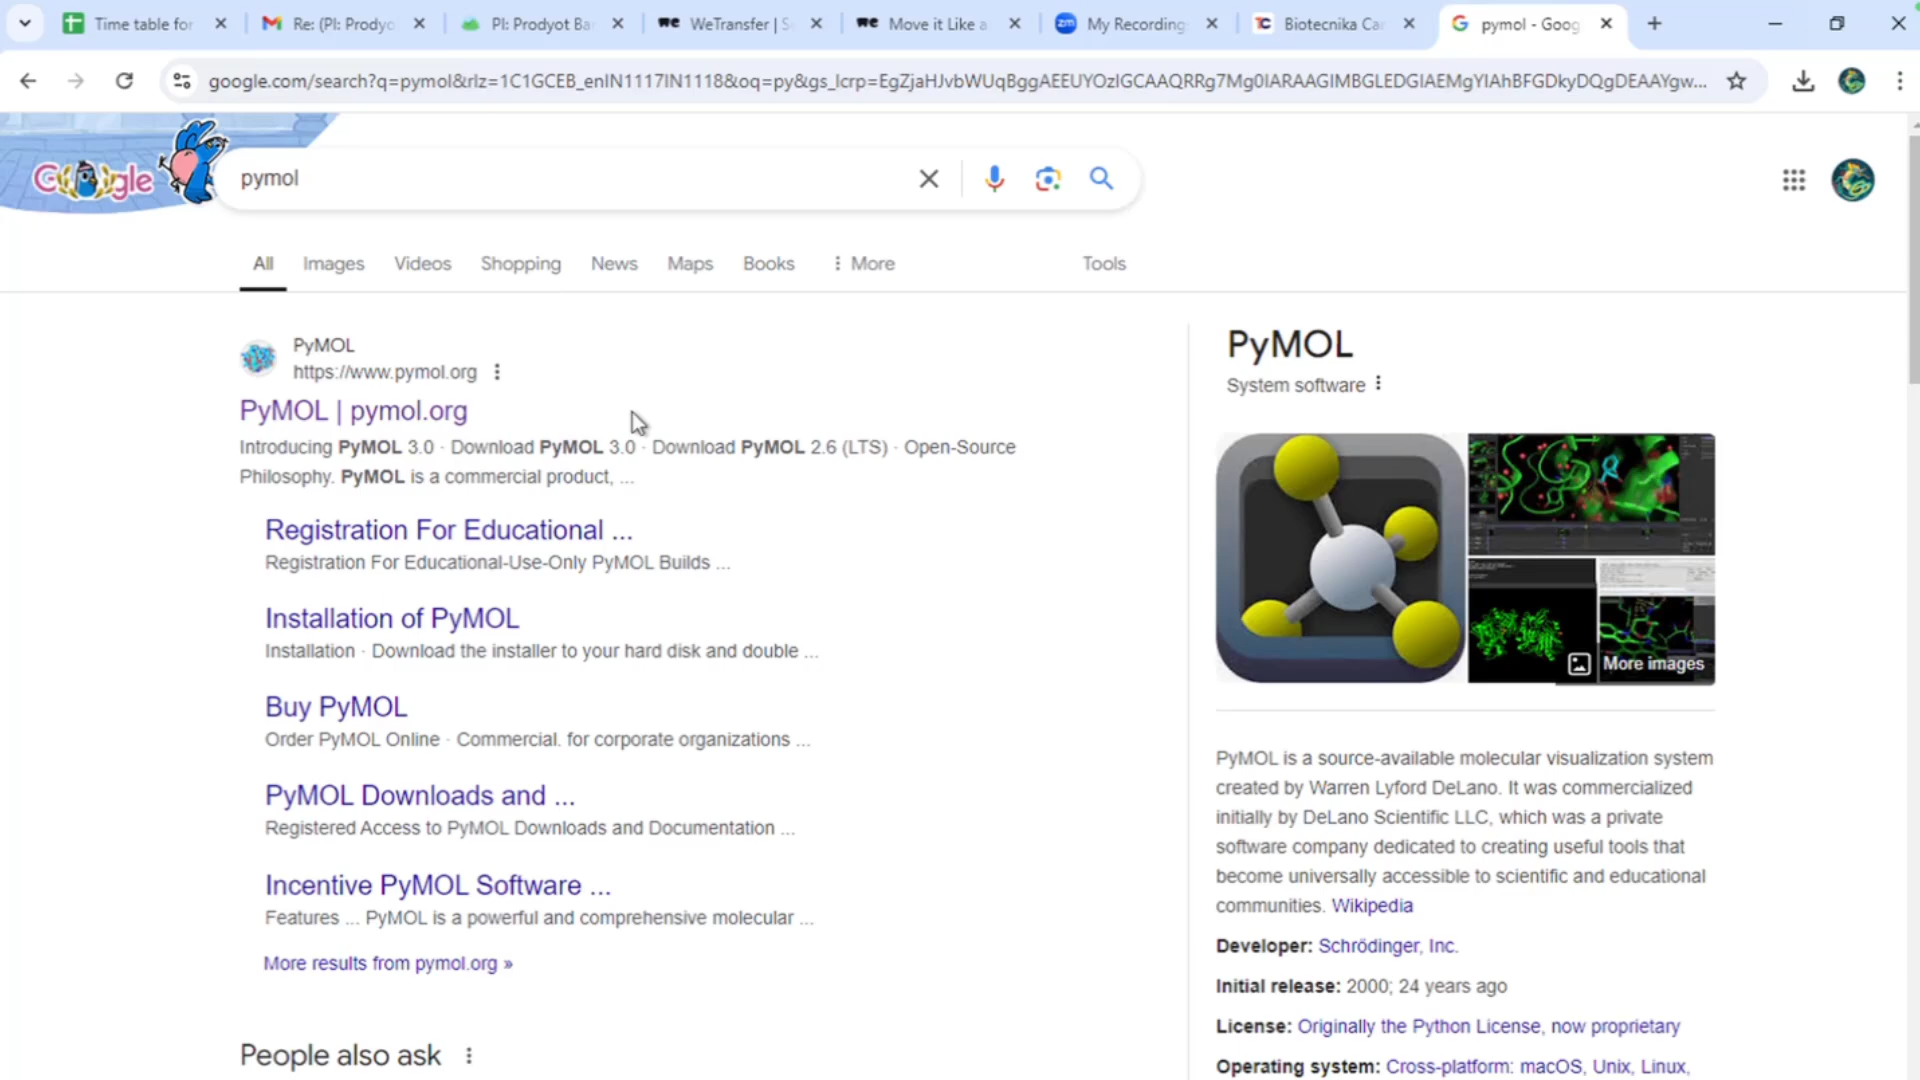 Time table for
Re: (PI: Prodyo
PI: Prodyot Ba
WeTransfer | S
Move it Like a
My Recording
Biotecnika Ca
pymol - Goog
google.com/search?q=pymol&rlz=1C1GCEB_enIN1117IN1118&oq=py&gs_lcrp=EgZjaHJvbWUqBggAEEUYOzIGCAAQRRg7Mg0IARAAGIMBGLEDGIAEMgYIAhBFGDkyDQgDEAAYgw...
Google
pymol
All
Images
Videos
Shopping
News
Maps
Books
More
Tools
PyMOL
https://www.pymol.org
PyMOL | pymol.org
Introducing PyMOL 3.0 · Download PyMOL 3.0 · Download PyMOL 2.6 (LTS) · Open-Source
Philosophy. PyMOL is a commercial product, ...
Registration For Educational ...
Registration For Educational-Use-Only PyMOL Builds ...
Installation of PyMOL
Installation · Download the installer to your hard disk and double ...
Buy PyMOL
Order PyMOL Online · Commercial. for corporate organizations ...
PyMOL Downloads and ...
Registered Access to PyMOL Downloads and Documentation ...
Incentive PyMOL Software ...
Features ... PyMOL is a powerful and comprehensive molecular ...
More results from pymol.org »
People also ask
PyMOL
System software
More images
PyMOL is a source-available molecular visualization system
created by Warren Lyford DeLano. It was commercialized
initially by DeLano Scientific LLC, which was a private
software company dedicated to creating useful tools that
become universally accessible to scientific and educational
communities. Wikipedia
Developer: Schrödinger, Inc.
Initial release: 2000; 24 years ago
License: Originally the Python License, now proprietary
Operating system: Cross-platform: macOS, Unix, Linux,